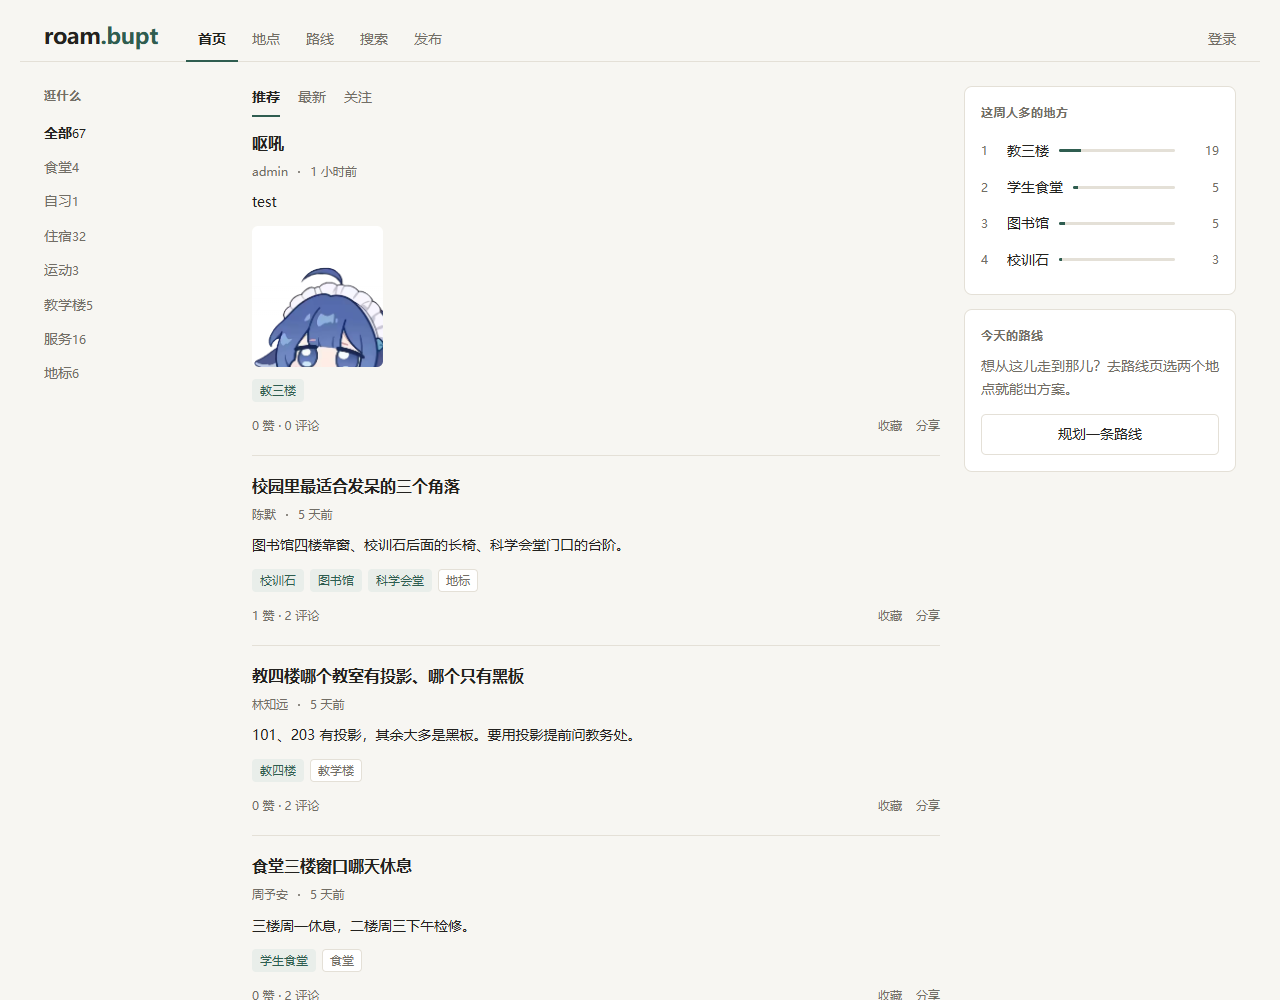 roam.bupt 首页 地点 路线 搜索 发布 登录
逛什么
全部67
食堂4
自习1
住宿32
运动3
教学楼5
服务16
地标6
推荐 最新 关注
呕吼
admin · 1 小时前
test
教三楼
0 赞 · 0 评论 收藏 分享
校园里最适合发呆的三个角落
陈默 · 5 天前
图书馆四楼靠窗、校训石后面的长椅、科学会堂门口的台阶。
校训石 图书馆 科学会堂 地标
1 赞 · 2 评论 收藏 分享
教四楼哪个教室有投影、哪个只有黑板
林知远 · 5 天前
101、203 有投影，其余大多是黑板。要用投影提前问教务处。
教四楼 教学楼
0 赞 · 2 评论 收藏 分享
食堂三楼窗口哪天休息
周予安 · 5 天前
三楼周一休息，二楼周三下午检修。
学生食堂 食堂
0 赞 · 2 评论 收藏 分享
这周人多的地方
1 教三楼 19
2 学生食堂 5
3 图书馆 5
4 校训石 3
今天的路线
想从这儿走到那儿？去路线页选两个地
点就能出方案。
规划一条路线